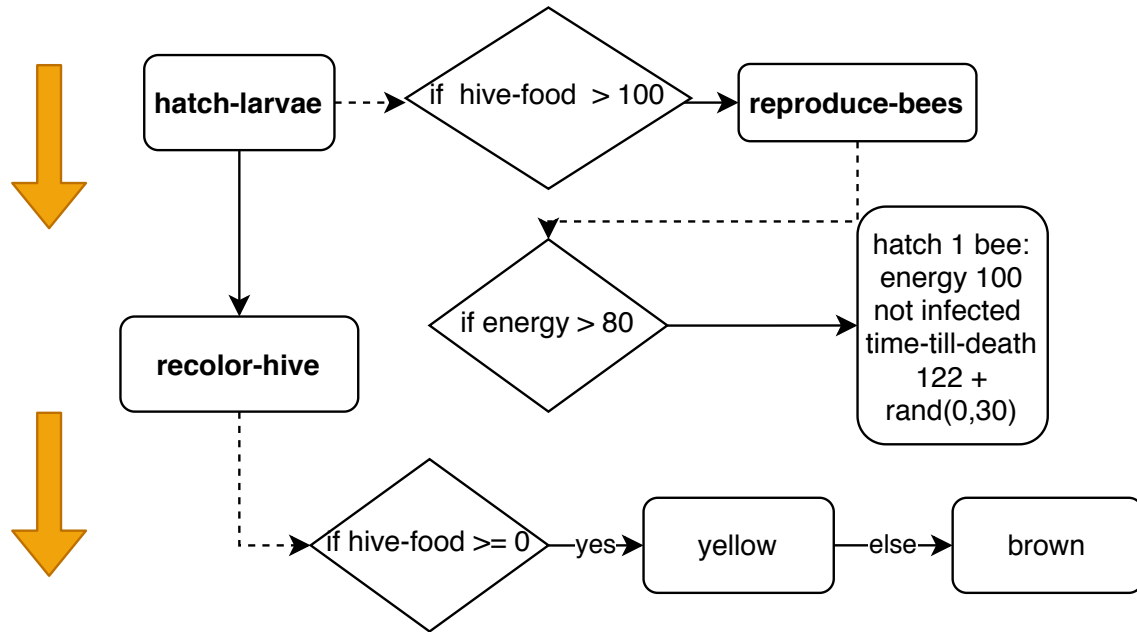 hatch-larvae
if hive-food > 100
reproduce-bees
hatch 1 bee:
energy 100
not infected
time-till-death
122 +
rand(0,30)
if energy > 80
recolor-hive
if hive-food >= 0
yes
yellow
else
brown